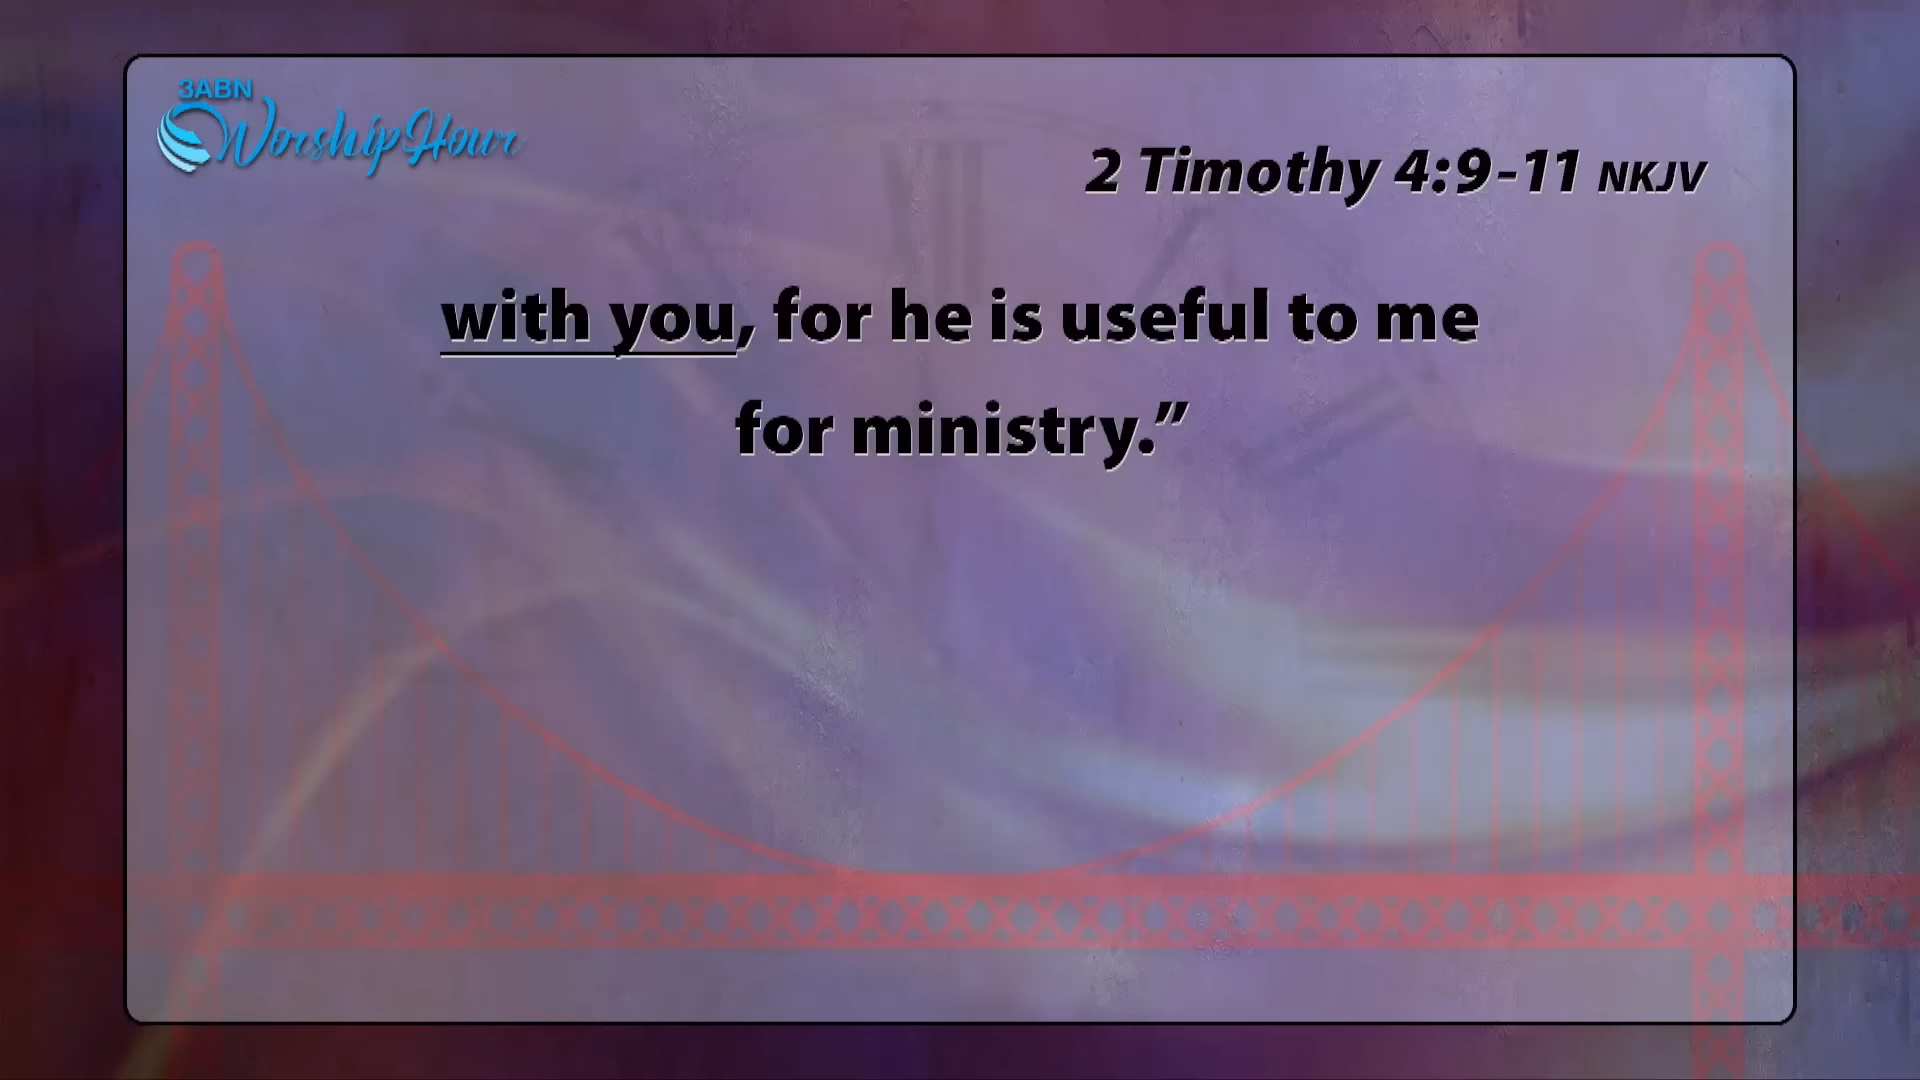 3ABN
Worship Hour
2 Timothy 4:9-11 NKJV
with you, for he is useful to me
for ministry.”